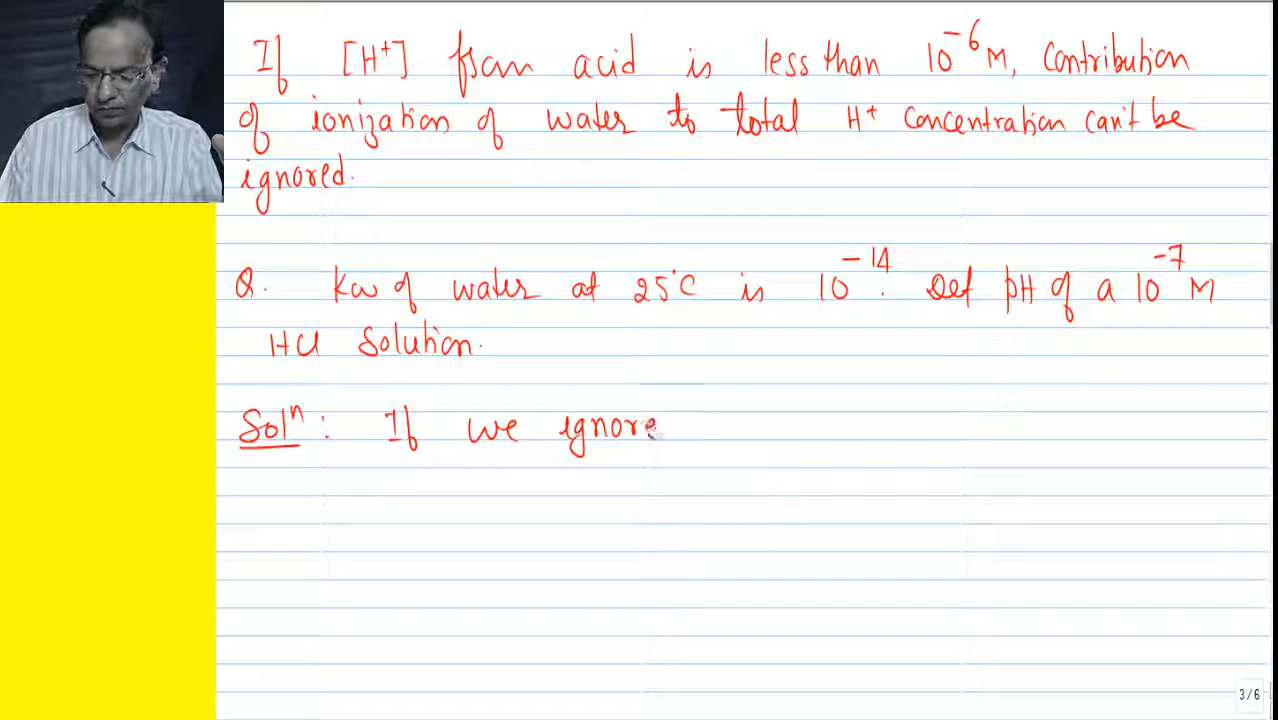 If [H⁺] from acid is less than 10⁻⁶ M, Contribution
of ionization of water to total H⁺ concentration can't be
ignored.
Q. Kw of water at 25°C is 10⁻¹⁴. Det pH of a 10⁻⁷ M
HCl Solution.
Solⁿ: If we ignore
3/6